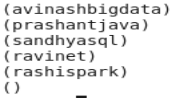 (avinashbigdata)
(prashantjava)
(sandhyasql)
(ravinet)
(rashispark)
()